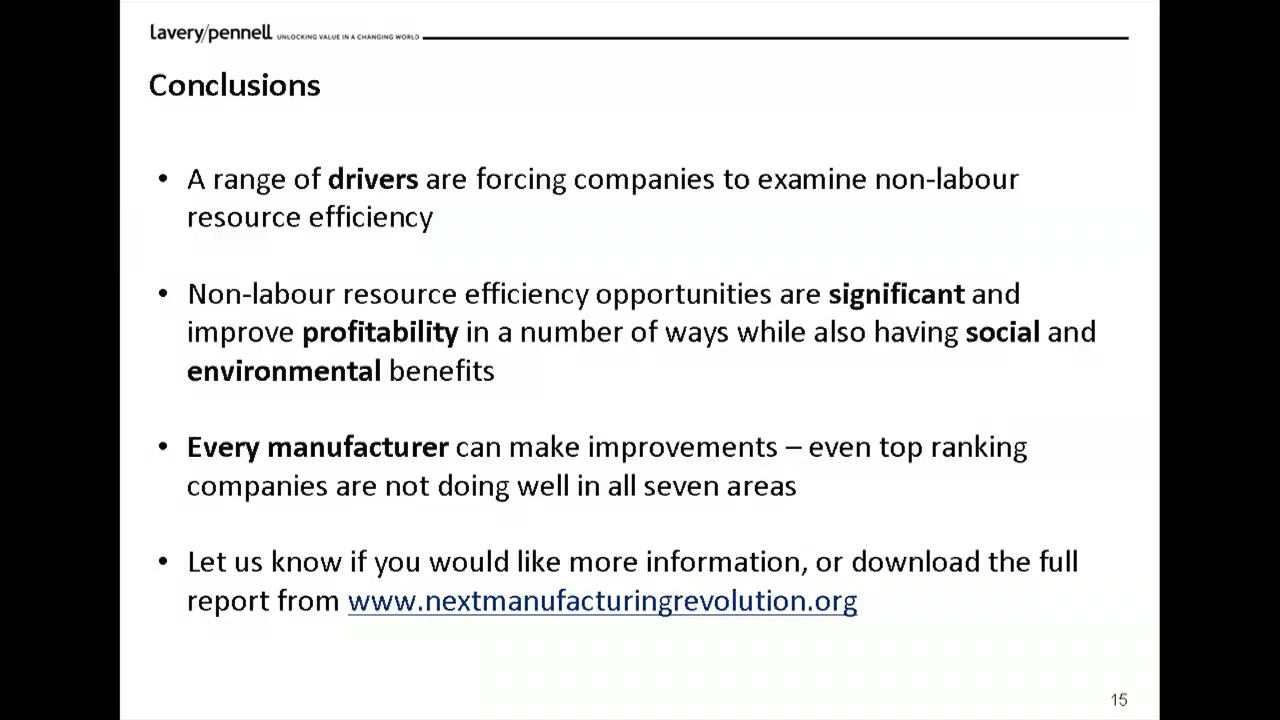 Lavery/pennell UNLOCKING VALUE IN A CHANGING WORLD
Conclusions
• A range of drivers are forcing companies to examine non-labour
resource efficiency
• Non-labour resource efficiency opportunities are significant and
improve profitability in a number of ways while also having social and
environmental benefits
• Every manufacturer can make improvements – even top ranking
companies are not doing well in all seven areas
• Let us know if you would like more information, or download the full
report from www.nextmanufacturingrevolution.org
15